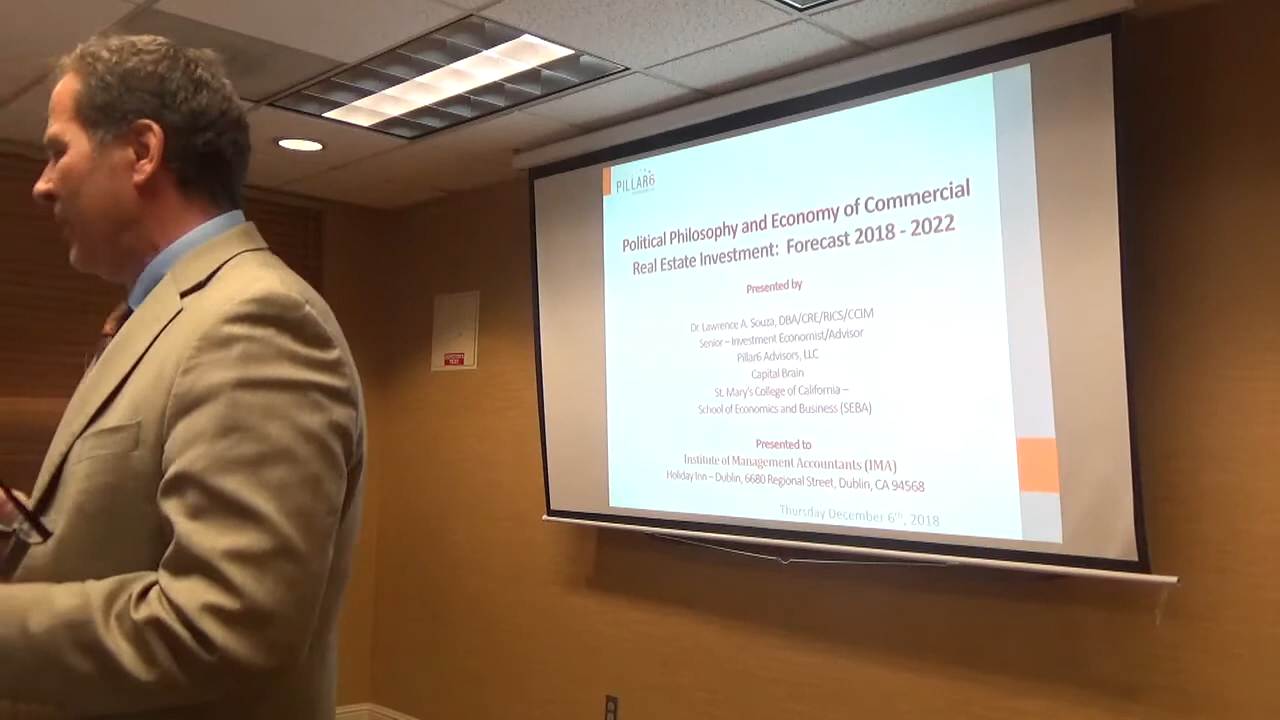 PILLAR6
Political Philosophy and Economy of Commercial
Real Estate Investment: Forecast 2018 - 2022
Presented by
Dr. Lawrence A. Souza, DBA/CRE/RICS/CCIM
Senior – Investment Economist/Advisor
Pillar6 Advisors, LLC
Capital Brain
St. Mary's College of California –
School of Economics and Business (SEBA)
Presented to
Institute of Management Accountants (IMA)
Holiday Inn – Dublin, 6680 Regional Street, Dublin, CA 94568
Thursday December 6th, 2018